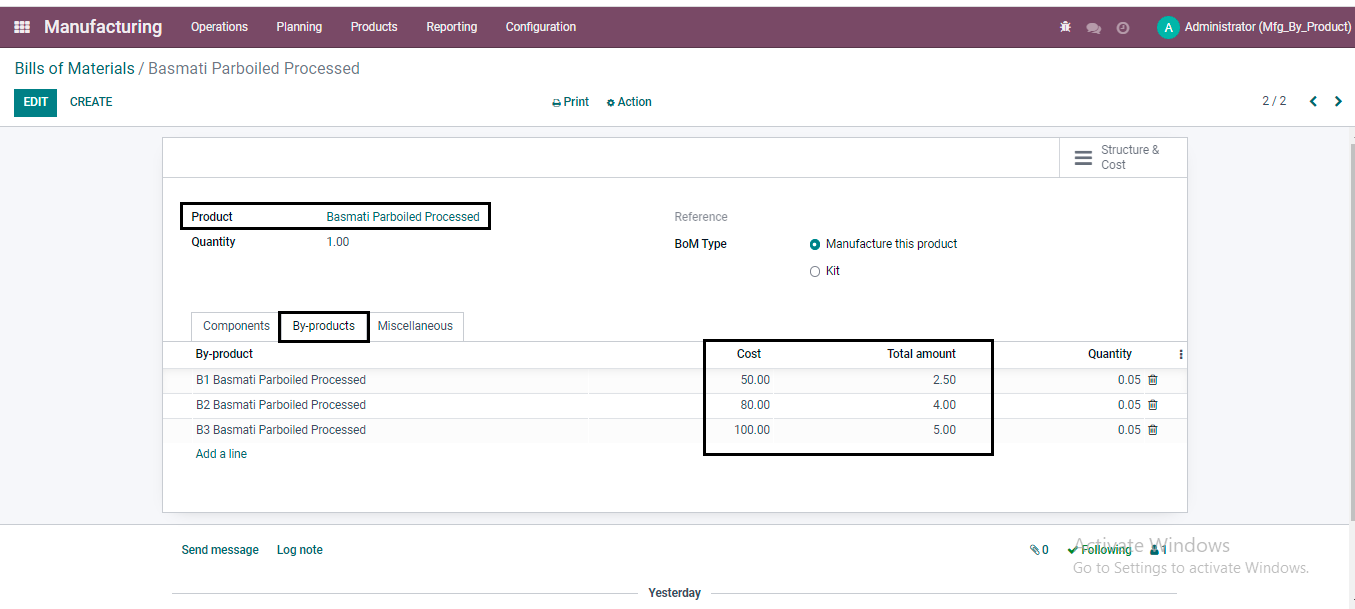 Manufacturing Operations Planning Products Reporting Configuration A Administrator (Mfg_By_Product)
Bills of Materials / Basmati Parboiled Processed
EDIT CREATE Print Action 2 / 2
Structure &
Cost
Product Basmati Parboiled Processed Reference
Quantity 1.00 BoM Type Manufacture this product
Kit
Components By-products Miscellaneous
By-product Cost Total amount Quantity
B1 Basmati Parboiled Processed 50.00 2.50 0.05
B2 Basmati Parboiled Processed 80.00 4.00 0.05
B3 Basmati Parboiled Processed 100.00 5.00 0.05
Add a line
Send message Log note 0 Following 1
Activate Windows
Go to Settings to activate Windows.
Yesterday